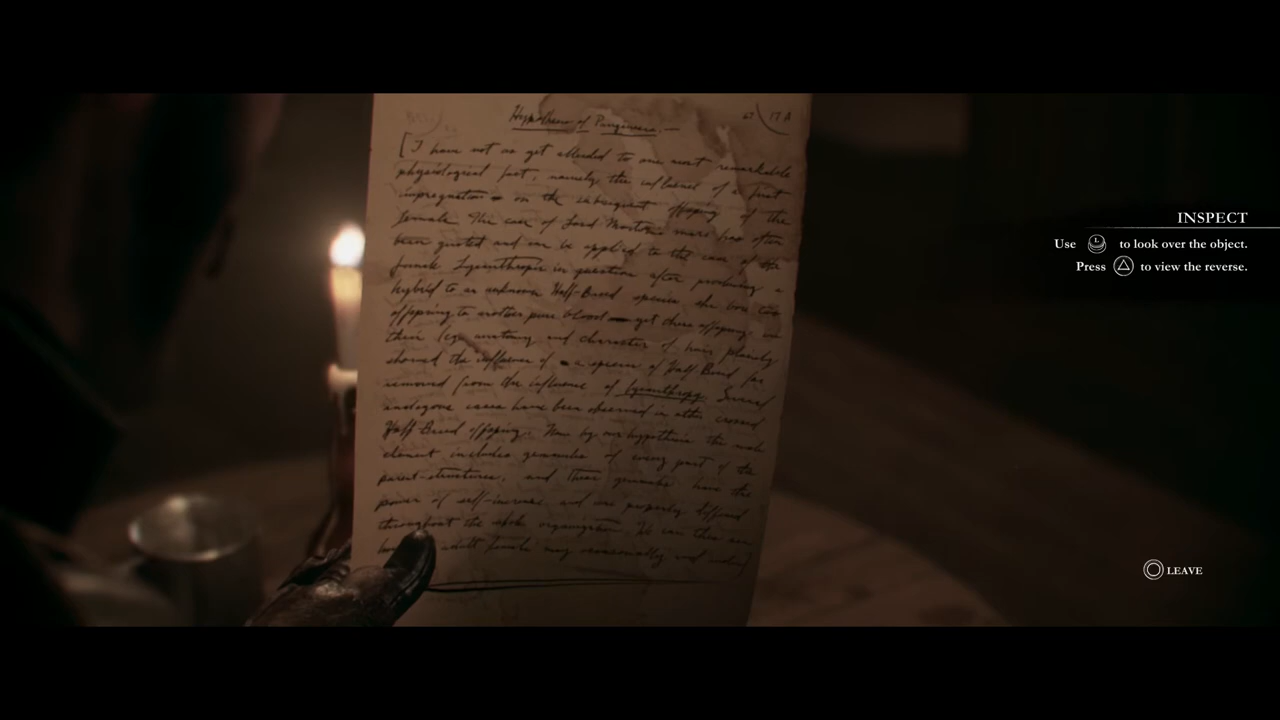 Hypothesis of Pangenesis.—
67 17 A
[I have not as yet alluded to one most remarkable
physiological fact, namely, the influence of a first
impregnation on the subsequent offspring of the
female. The case of Lord Morton's mare has often
been quoted and can be applied to the case of the
female Lycanthrope in question after producing a
hybrid to an unknown Half-Breed species she bore two
offspring to another pure blood yet these offspring in
their leg anatomy and character of hair plainly
showed the influence of a species of Half-Breed far
removed from the influence of Lycanthropy. Several
analogous cases have been observed in other crossed
Half-Breed offspring. Now by our hypothesis the male
element includes gemmules of every part of the
parent-structures, and these gemmules have the
power of self-increase, and are properly diffused
throughout the whole organization. We can thus see
adult female may occasionally and
INSPECT
Use L to look over the object.
Press △ to view the reverse.
LEAVE